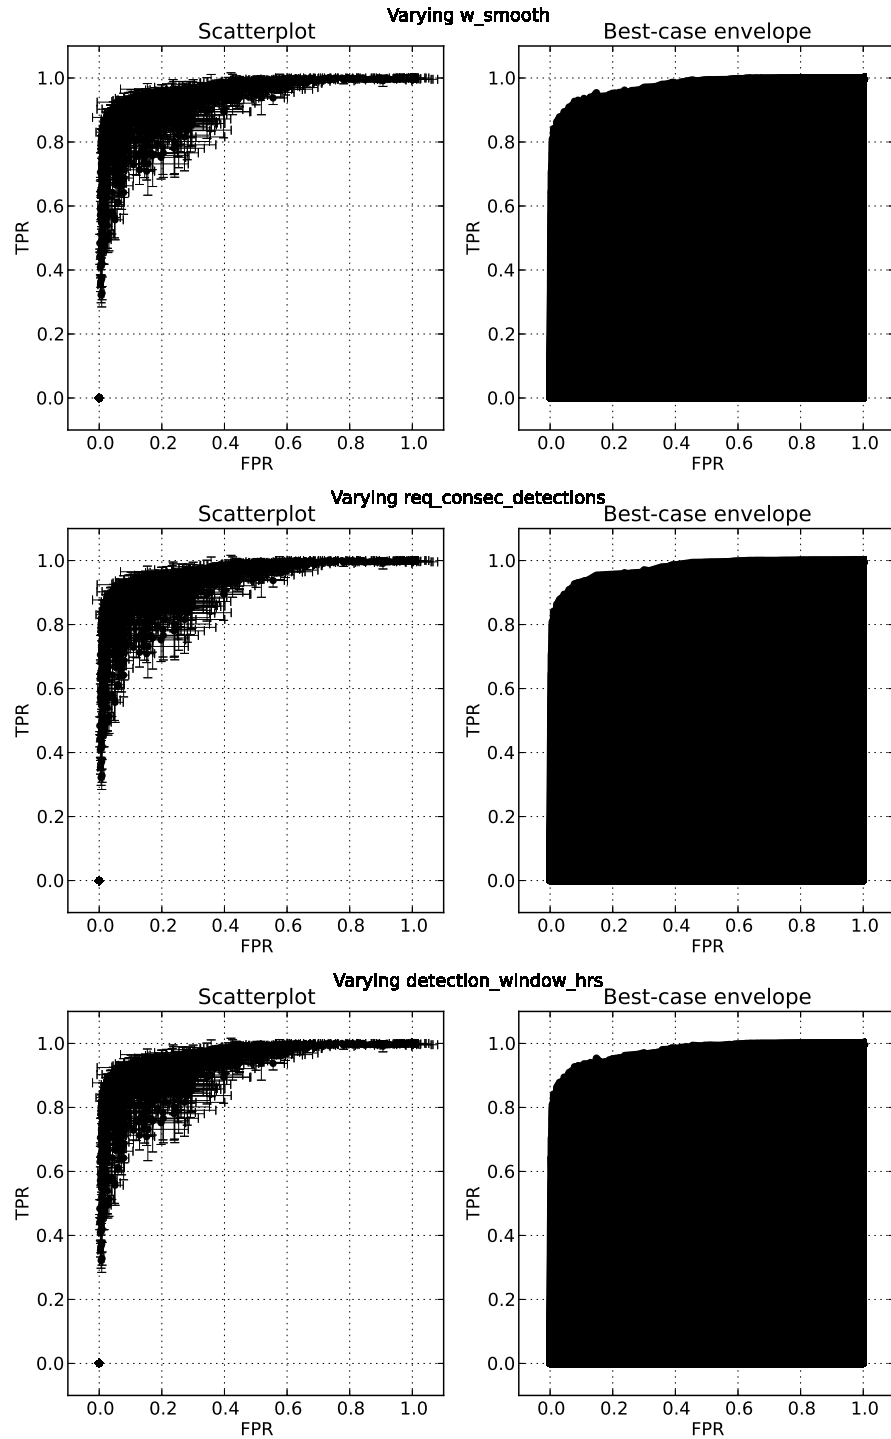 Varying w_smooth
Scatterplot Best-case envelope
1.0 1.0
0.8 0.8
0.6 0.6
TPR TPR
0.4 0.4
0.2 0.2
0.0 0.0
0.0 0.2 0.4 0.6 0.8 1.0 0.0 0.2 0.4 0.6 0.8 1.0
FPR FPR
Varying req_consec_detections
Scatterplot Best-case envelope
1.0 1.0
0.8 0.8
0.6 0.6
TPR TPR
0.4 0.4
0.2 0.2
0.0 0.0
0.0 0.2 0.4 0.6 0.8 1.0 0.0 0.2 0.4 0.6 0.8 1.0
FPR FPR
Varying detection_window_hrs
Scatterplot Best-case envelope
1.0 1.0
0.8 0.8
0.6 0.6
TPR TPR
0.4 0.4
0.2 0.2
0.0 0.0
0.0 0.2 0.4 0.6 0.8 1.0 0.0 0.2 0.4 0.6 0.8 1.0
FPR FPR